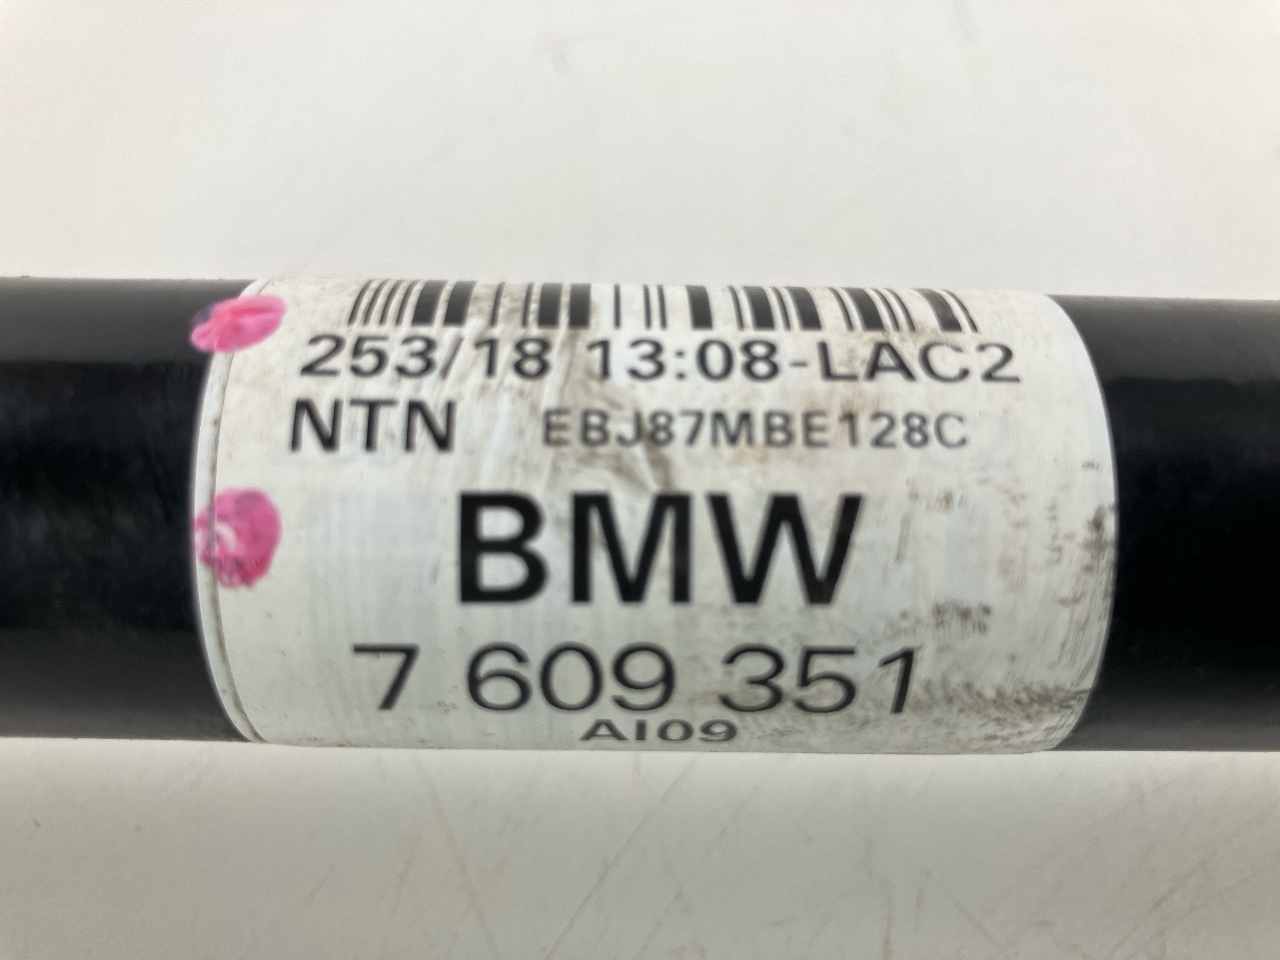 253/18 13:08-LAC2
NTN EBJ87MBE128C
BMW
7 609 351
AI09